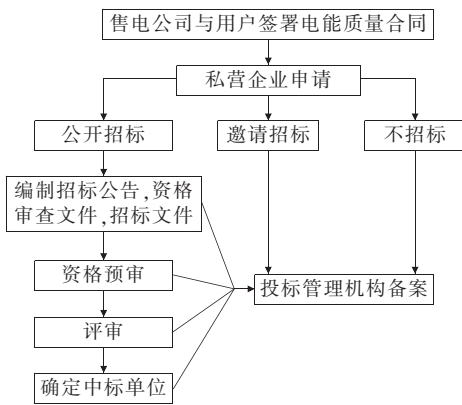 售电公司与用户签署电能质量合同
私营企业申请
公开招标
邀请招标
不招标
编制招标公告,资格
审查文件,招标文件
资格预审
投标管理机构备案
评审
确定中标单位